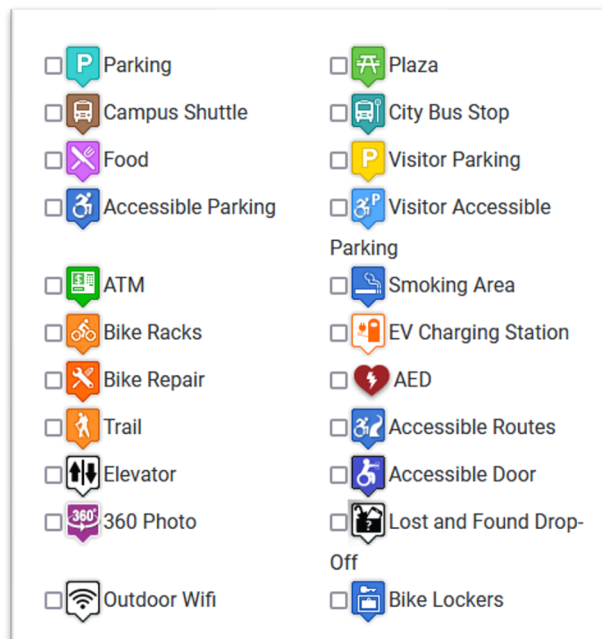 P Parking
P Plaza
Campus Shuttle
City Bus Stop
Food
P Visitor Parking
Accessible Parking
P Visitor Accessible
Parking
$ ATM
Smoking Area
Bike Racks
EV Charging Station
Bike Repair
AED
Trail
Accessible Routes
Elevator
Accessible Door
360° 360 Photo
? Lost and Found Drop-
Off
Outdoor Wifi
Bike Lockers